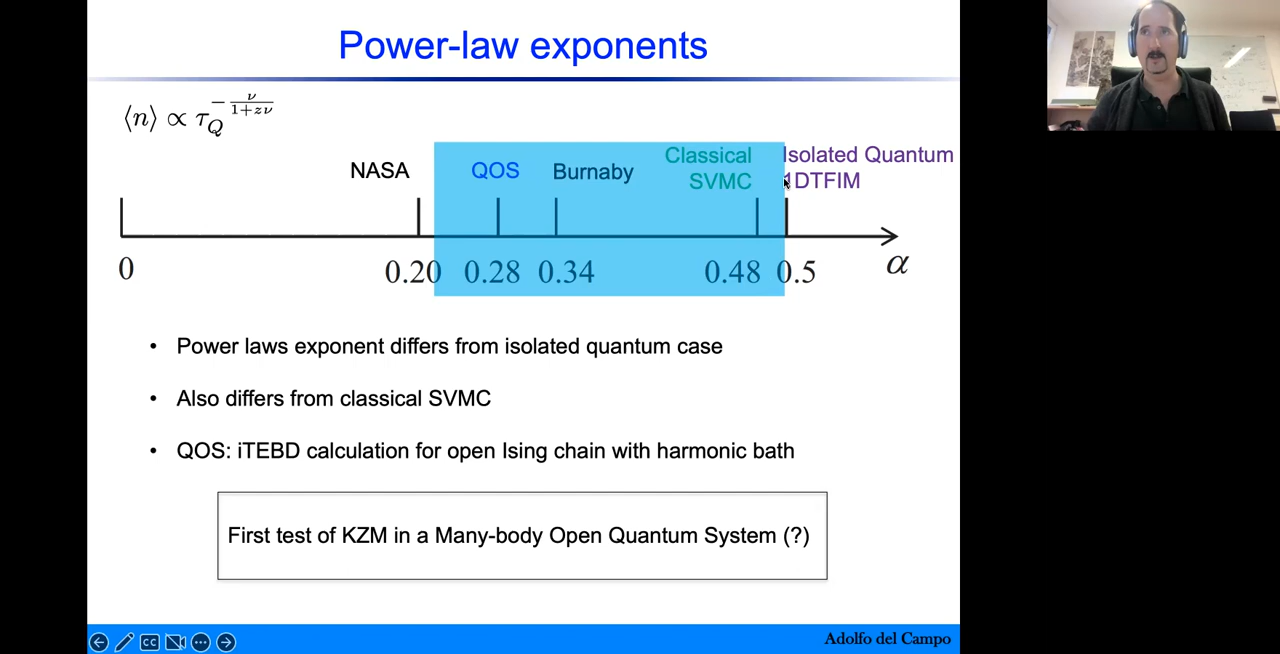 Power-law exponents
⟨n⟩ ∝ τ_Q^{-ν/(1+zν)}
NASA QOS Burnaby Classical SVMC Isolated Quantum 1DTFIM
0 0.20 0.28 0.34 0.48 0.5 α
• Power laws exponent differs from isolated quantum case
• Also differs from classical SVMC
• QOS: iTEBD calculation for open Ising chain with harmonic bath
First test of KZM in a Many-body Open Quantum System (?)
CC
Adolfo del Campo